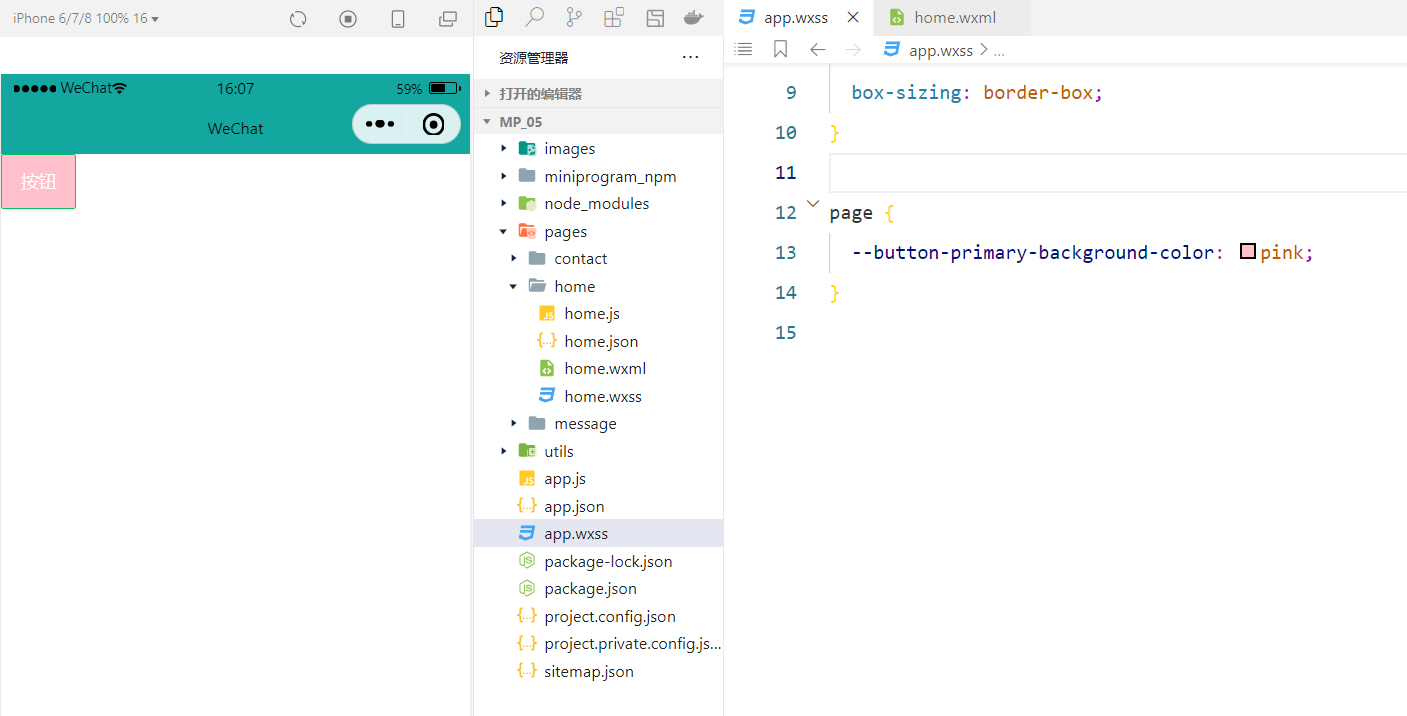 iPhone 6/7/8 100% 16
WeChat
16:07
59%
WeChat
按钮
资源管理器
打开的编辑器
MP_05
images
miniprogram_npm
node_modules
pages
contact
home
home.js
home.json
home.wxml
home.wxss
message
utils
app.js
app.json
app.wxss
package-lock.json
package.json
project.config.json
project.private.config.js...
sitemap.json
app.wxss
home.wxml
app.wxss > ...
9 box-sizing: border-box;
10 }
11
12 page {
13 --button-primary-background-color: pink;
14 }
15